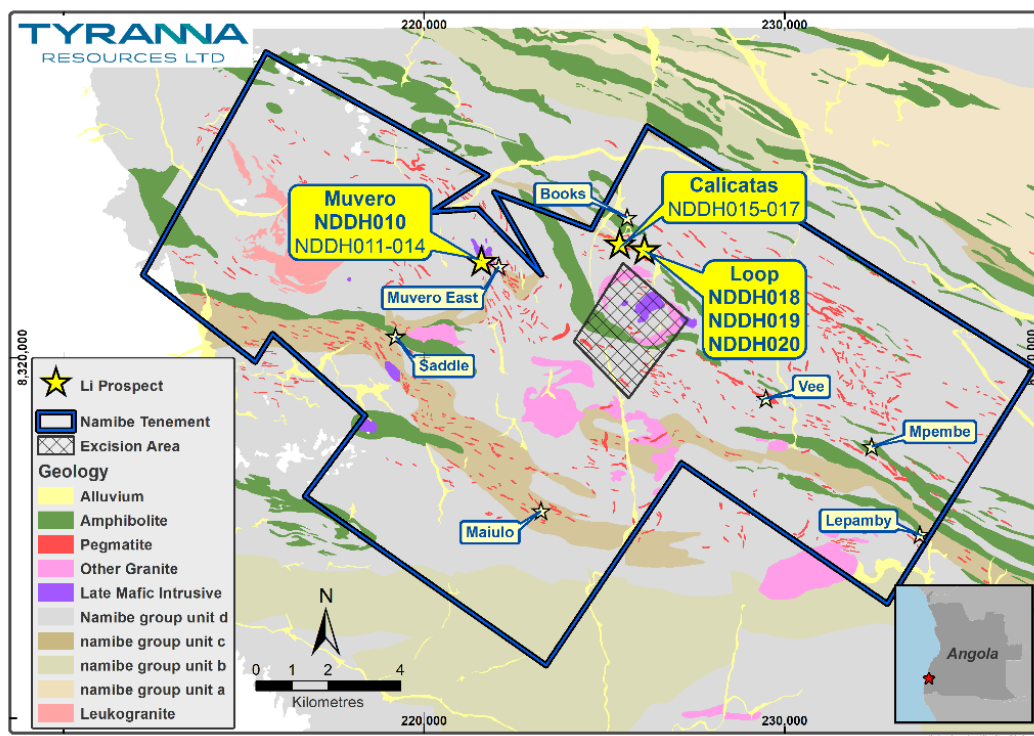 TYRANNA
RESOURCES LTD
220,000
230,000
Books
Calicatas
NDDH015-017
Muvero
NDDH010
NDDH011-014
Muvero East
Loop
NDDH018
NDDH019
NDDH020
8,320,000
Saddle
Vee
Mpembe
Maiulo
Lepamby
Li Prospect
Namibe Tenement
Excision Area
Geology
Alluvium
Amphibolite
Pegmatite
Other Granite
Late Mafic Intrusive
Namibe group unit d
namibe group unit c
namibe group unit b
namibe group unit a
Leukogranite
N
0 1 2 4
Kilometres
Angola
220,000
230,000